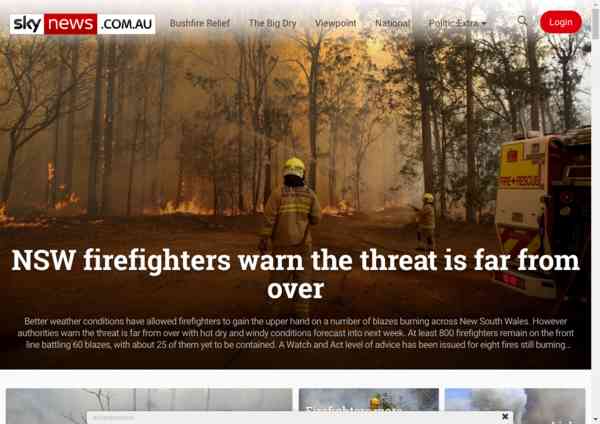 sky news .COM.AU Bushfire Relief The Big Dry Viewpoint National Politic Extra Login
FIRE+RESCUE
NSW firefighters warn the threat is far from
over
Better weather conditions have allowed firefighters to gain the upper hand on a number of blazes burning across New South Wales. However
authorities warn the threat is far from over with hot dry and windy conditions forecast into next week. At least 800 firefighters remain on the front
line battling 60 blazes, with about 25 of them yet to be contained. A Watch and Act level of advice has been issued for eight fires still burning...
Firefighters more
Advertisement